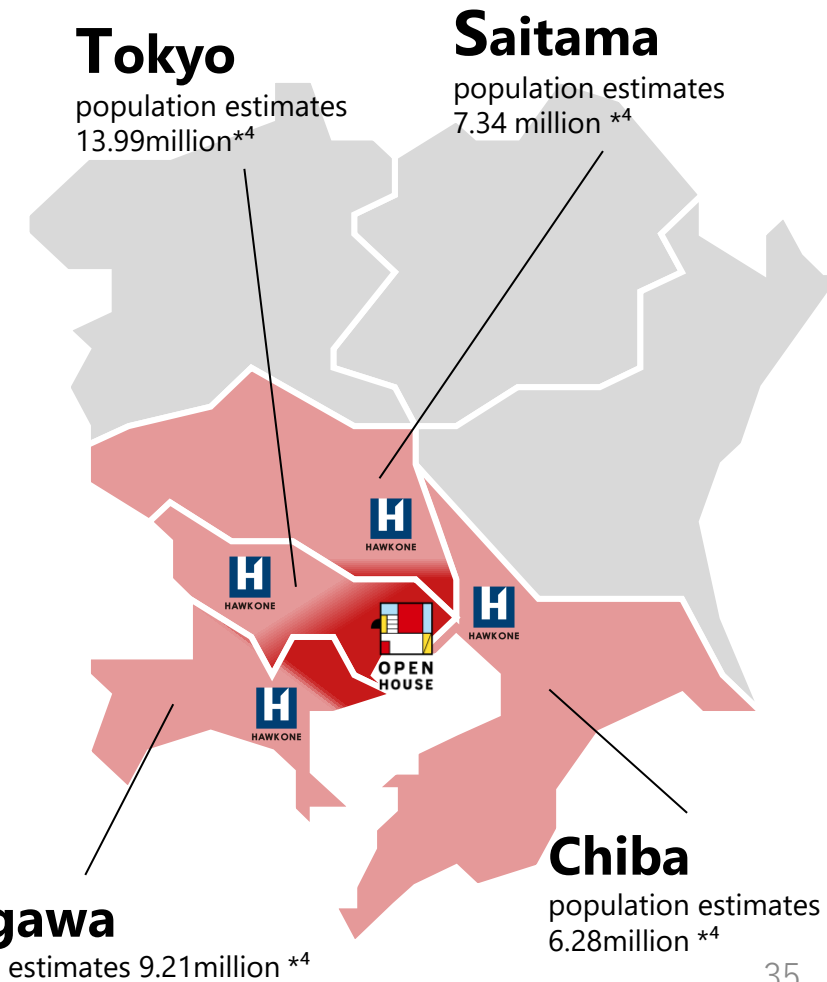 Tokyo
population estimates
13.99million*⁴
Saitama
population estimates
7.34 million *⁴
HAWKONE
HAWKONE
HAWKONE
OPEN
HOUSE
HAWKONE
Chiba
population estimates
6.28million *⁴
gawa
estimates 9.21million *⁴
35